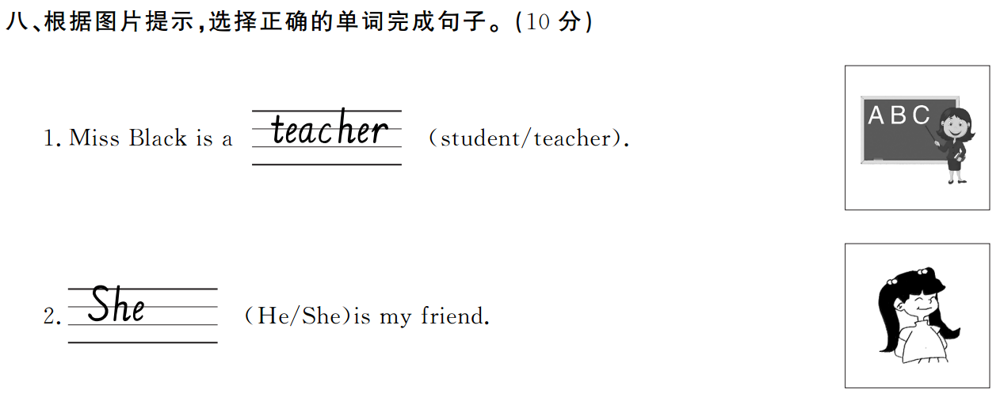 八、根据图片提示,选择正确的单词完成句子。(10 分)
A B C
1. Miss Black is a teacher (student/teacher).
2. She (He/She)is my friend.